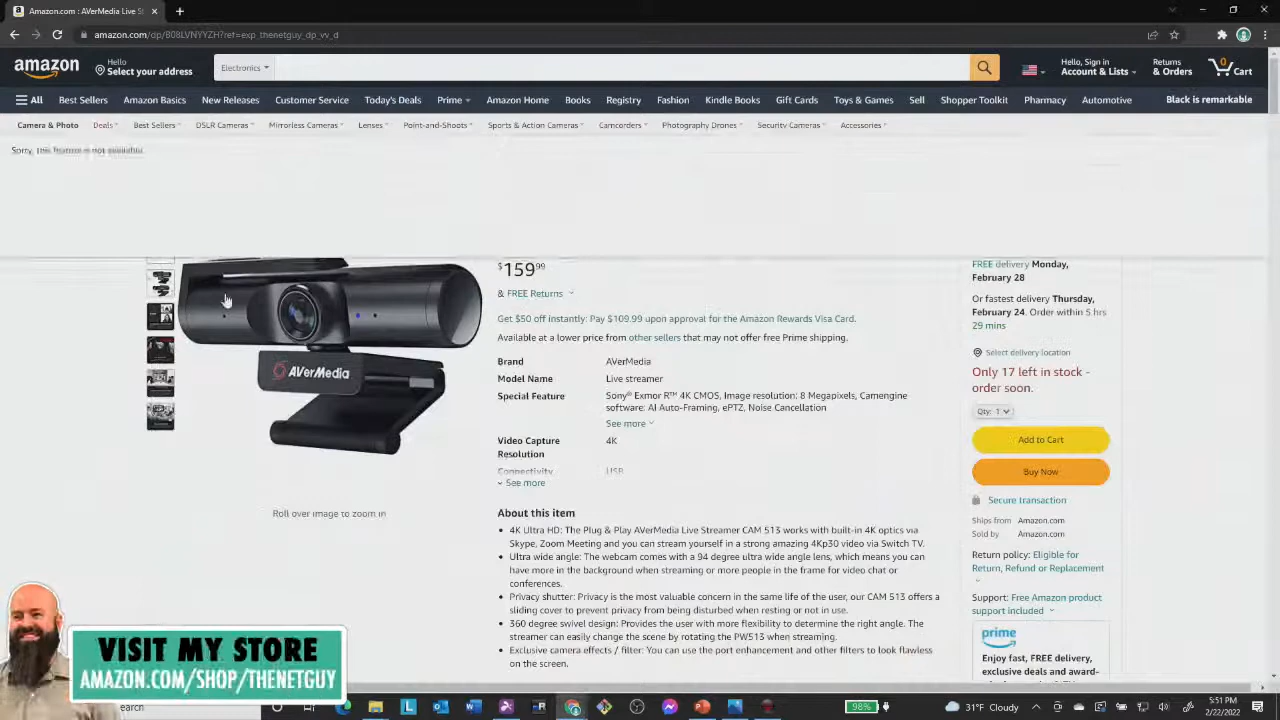 Amazon.com : AVerMedia Live St
amazon.com/dp/B08LVNYYZH?ref=exp_thenetguy_dp_vv_d
amazon
Hello
Select your address
Electronics
Hello, Sign in
Account & Lists
Returns
& Orders
0
Cart
All
Best Sellers
Amazon Basics
New Releases
Customer Service
Today's Deals
Prime
Amazon Home
Books
Registry
Fashion
Kindle Books
Gift Cards
Toys & Games
Sell
Shopper Toolkit
Pharmacy
Automotive
Black is remarkable
Camera & Photo
Deals
Best Sellers
DSLR Cameras
Mirrorless Cameras
Lenses
Point-and-Shoots
Sports & Action Cameras
Camcorders
Photography Drones
Security Cameras
Accessories
Sorry, this feature is not available.
AVerMedia
Roll over image to zoom in
$159.99
& FREE Returns
Get $50 off instantly: Pay $109.99 upon approval for the Amazon Rewards Visa Card.
Available at a lower price from other sellers that may not offer free Prime shipping.
Brand AVerMedia
Model Name Live streamer
Special Feature Sony® Exmor R™ 4K CMOS, Image resolution: 8 Megapixels, Camengine
software: AI Auto-Framing, ePTZ, Noise Cancellation
See more
Video Capture 4K
Resolution
Connectivity USB
See more
About this item
• 4K Ultra HD: The Plug & Play AVerMedia Live Streamer CAM 513 works with built-in 4K optics via
Skype, Zoom Meeting and you can stream yourself in a strong amazing 4Kp30 video via Switch TV.
• Ultra wide angle: The webcam comes with a 94 degree ultra wide angle lens, which means you can
have more in the background when streaming or more people in the frame for video chat or
conferences.
• Privacy shutter: Privacy is the most valuable concern in the same life of the user, our CAM 513 offers a
sliding cover to prevent privacy from being disturbed when resting or not in use.
• 360 degree swivel design: Provides the user with more flexibility to determine the right angle. The
streamer can easily change the scene by rotating the PW513 when streaming.
• Exclusive camera effects / filter: You can use the port enhancement and other filters to look flawless
on the screen.
FREE delivery Monday,
February 28
Or fastest delivery Thursday,
February 24. Order within 5 hrs
29 mins
Select delivery location
Only 17 left in stock -
order soon.
Qty: 1
Add to Cart
Buy Now
Secure transaction
Ships from Amazon.com
Sold by Amazon.com
Return policy: Eligible for
Return, Refund or Replacement
Support: Free Amazon product
support included
prime
Enjoy fast, FREE delivery,
exclusive deals and award-
VISIT MY STORE
AMAZON.COM/SHOP/THENETGUY
earch
98%
31°F Cloudy
5:51 PM
2/22/2022